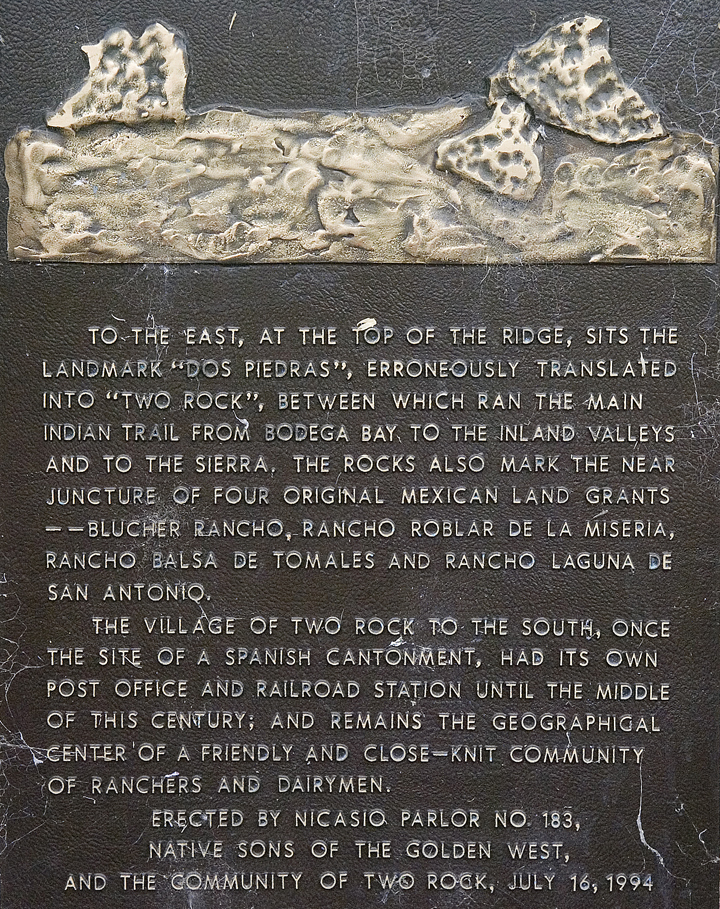 TO THE EAST, AT THE TOP OF THE RIDGE, SITS THE
LANDMARK "DOS PIEDRAS", ERRONEOUSLY TRANSLATED
INTO "TWO ROCK", BETWEEN WHICH RAN THE MAIN
INDIAN TRAIL FROM BODEGA BAY TO THE INLAND VALLEYS
AND TO THE SIERRA. THE ROCKS ALSO MARK THE NEAR
JUNCTURE OF FOUR ORIGINAL MEXICAN LAND GRANTS
——BLUCHER RANCHO, RANCHO ROBLAR DE LA MISERIA,
RANCHO BALSA DE TOMALES AND RANCHO LAGUNA DE
SAN ANTONIO.
THE VILLAGE OF TWO ROCK TO THE SOUTH, ONCE
THE SITE OF A SPANISH CANTONMENT, HAD ITS OWN
POST OFFICE AND RAILROAD STATION UNTIL THE MIDDLE
OF THIS CENTURY; AND REMAINS THE GEOGRAPHIGAL
CENTER OF A FRIENDLY AND CLOSE—KNIT COMMUNITY
OF RANCHERS AND DAIRYMEN.
ERECTED BY NICASIO PARLOR NO. 183,
NATIVE SONS OF THE GOLDEN WEST,
AND THE COMMUNITY OF TWO ROCK, JULY 16, 1994